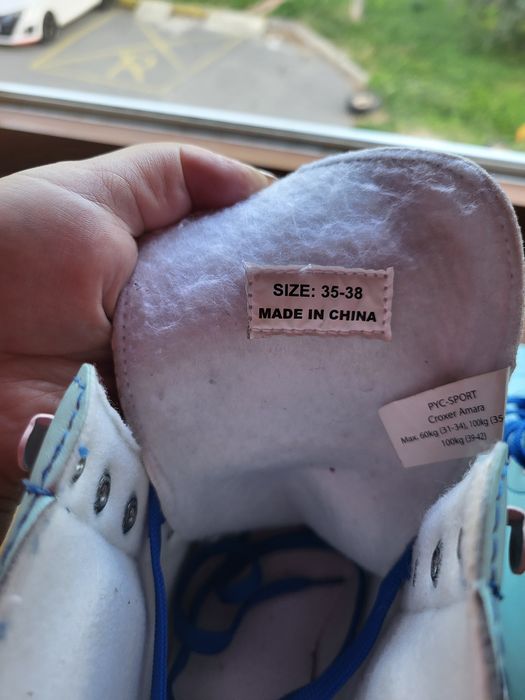 SIZE: 35-38
MADE IN CHINA
PYC-SPORT
Croxer Amara
Max. 60kg (31-34), 100kg (35
100kg (39-42)